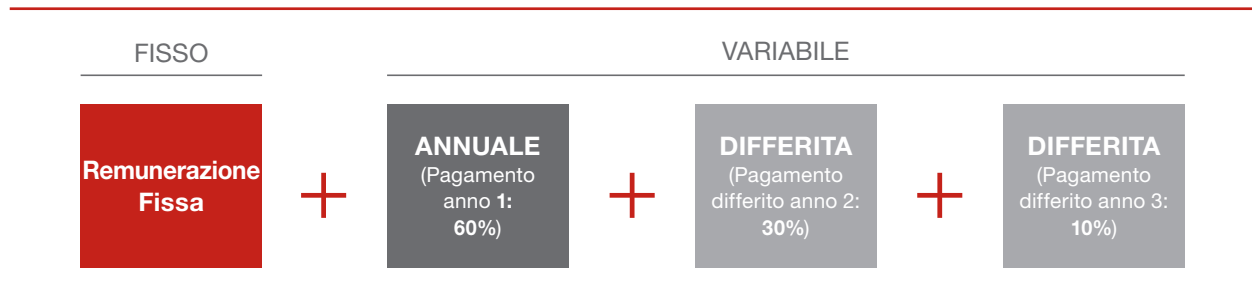 FISSO
VARIABILE
Remunerazione
Fissa
+
ANNUALE
(Pagamento
anno 1:
60%)
+
DIFFERITA
(Pagamento
differito anno 2:
30%)
+
DIFFERITA
(Pagamento
differito anno 3:
10%)